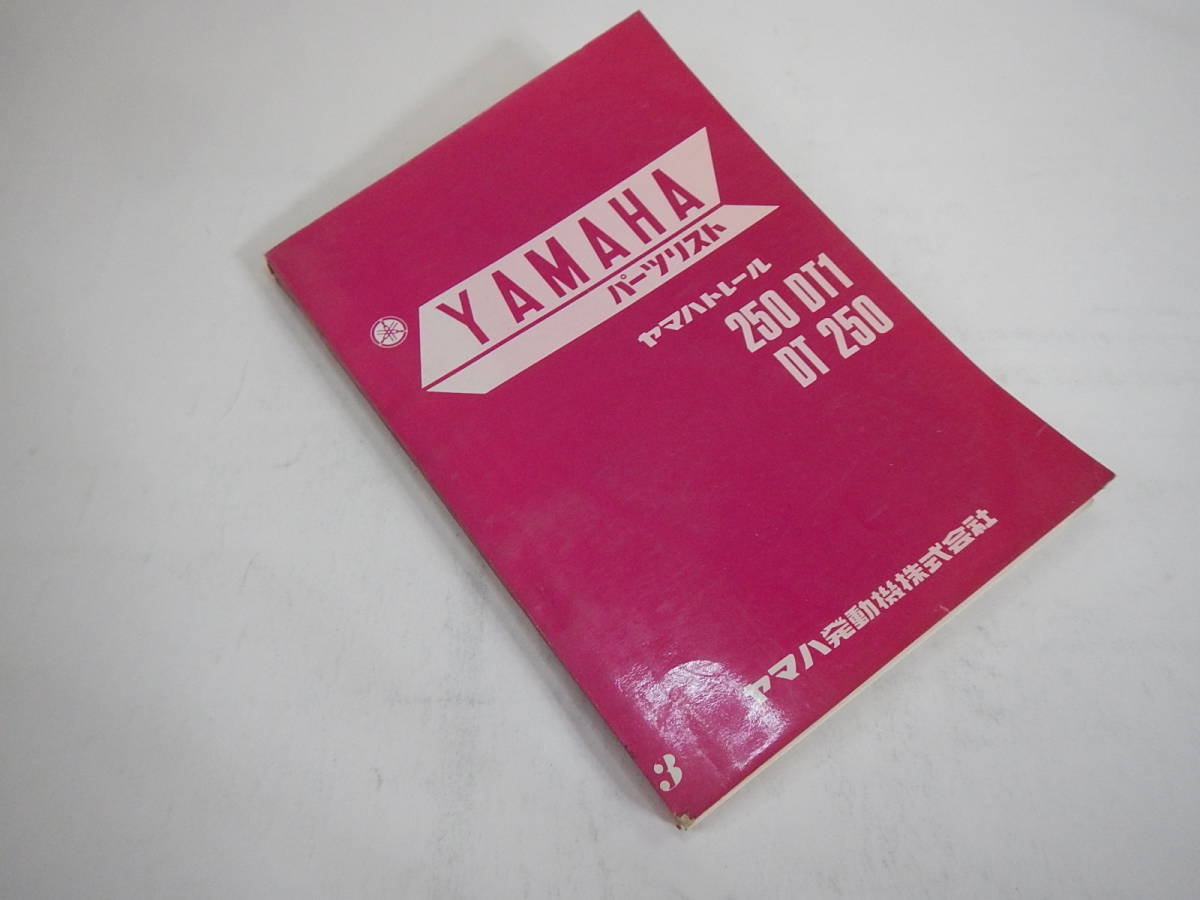 YAMAHA
パーツリスト
ヤマハトレール
250 DT1
DT 250
ヤマハ発動機株式会社
3